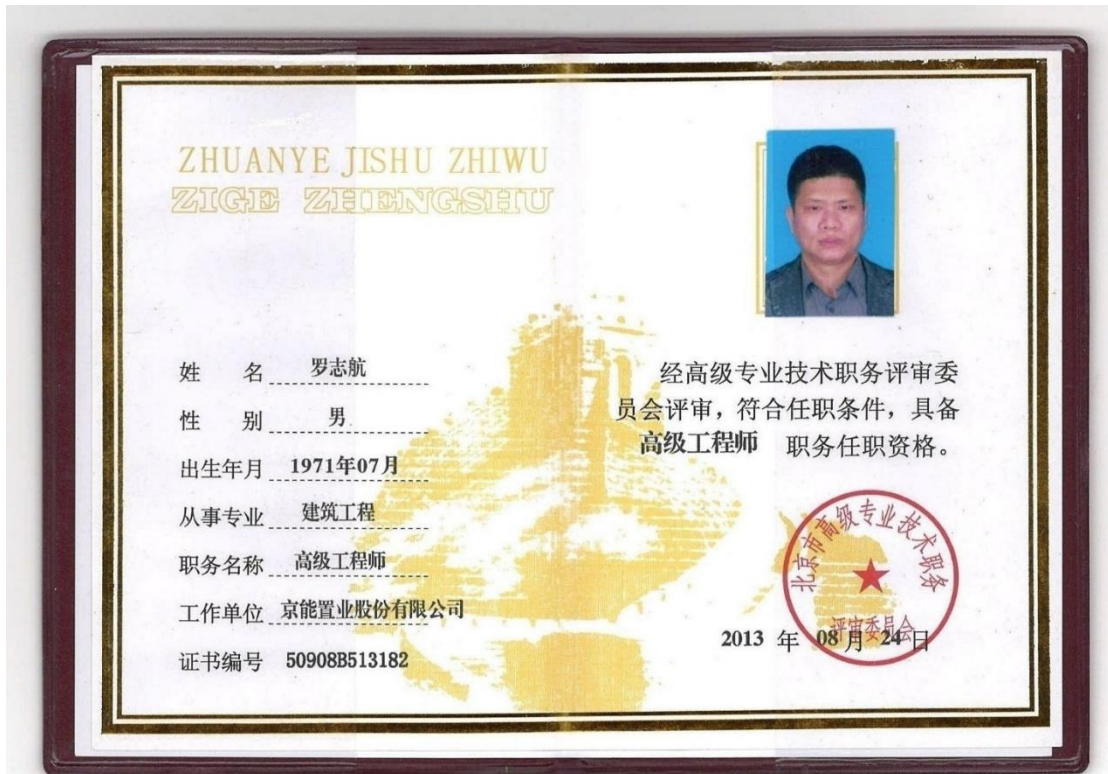 ZHUANYE JISHU ZHIWU
ZIGE ZHENGSHU
姓 名 罗志航
性 别 男
出生年月 1971年07月
从事专业 建筑工程
职务名称 高级工程师
工作单位 京能置业股份有限公司
证书编号 50908B513182
经高级专业技术职务评审委
员会评审，符合任职条件，具备
高级工程师 职务任职资格。
北京市高级专业技术职务
评审委员会
2013 年 08 月 24 日